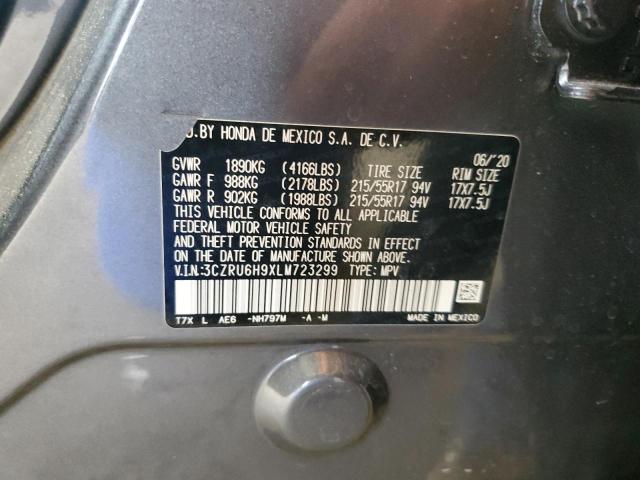 D.BY HONDA DE MEXICO S.A. DE C.V.
06/'20
GVWR 1890KG (4166LBS) TIRE SIZE RIM SIZE
GAWR F 988KG (2178LBS) 215/55R17 94V 17X7.5J
GAWR R 902KG (1988LBS) 215/55R17 94V 17X7.5J
THIS VEHICLE CONFORMS TO ALL APPLICABLE
FEDERAL MOTOR VEHICLE SAFETY
AND THEFT PREVENTION STANDARDS IN EFFECT
ON THE DATE OF MANUFACTURE SHOWN ABOVE.
V.I.N:3CZRU6H9XLM723299 TYPE: MPV
T7X L AE6 -NH797M -A -M MADE IN MEXICO